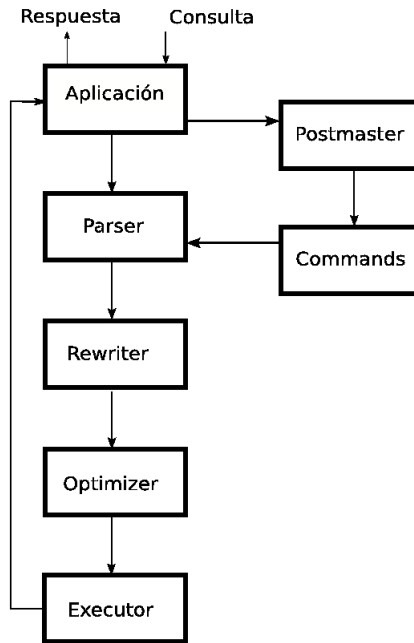 Respuesta
Consulta
Aplicación
Postmaster
Parser
Commands
Rewriter
Optimizer
Executor